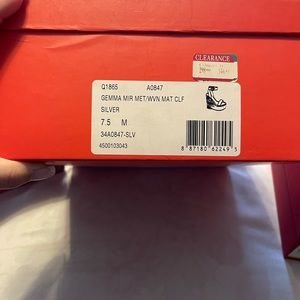 CLEARANCE
Q1865 A0847
GEMMA MIR MET/WVN MAT CLF
SILVER
7.5 M
34A0847-SLV
4500103043
8 87180 62249 5